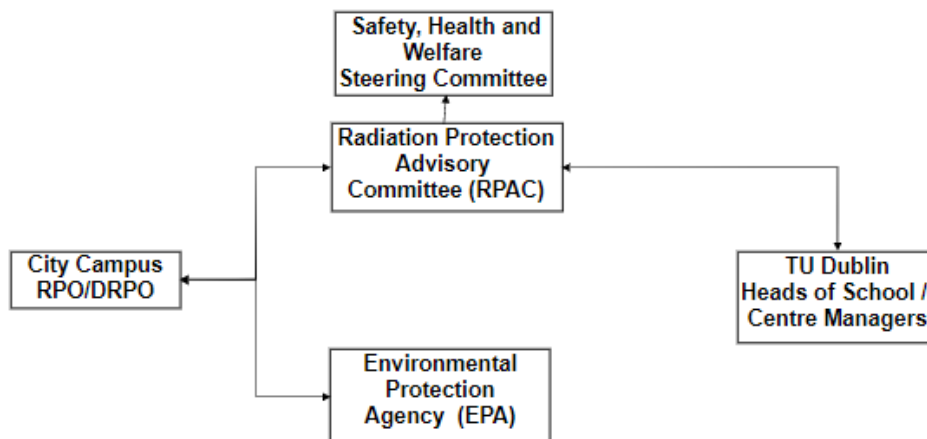 Safety, Health and
Welfare
Steering Committee
Radiation Protection
Advisory
Committee (RPAC)
City Campus
RPO/DRPO
TU Dublin
Heads of School /
Centre Managers
Environmental
Protection
Agency (EPA)